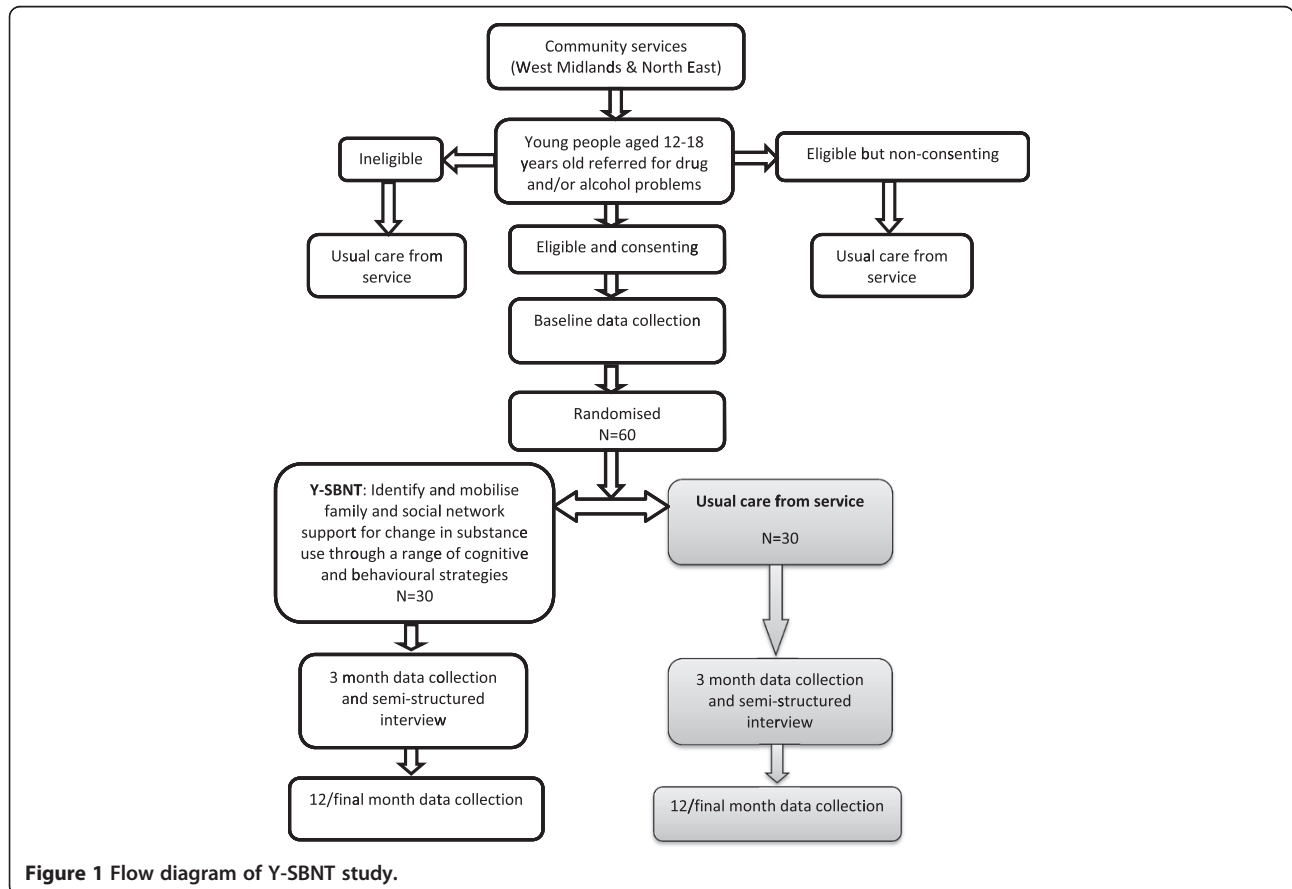 Community services
(West Midlands & North East)
Young people aged 12-18
years old referred for drug
and/or alcohol problems
Ineligible
Eligible but non-consenting
Usual care from
service
Eligible and consenting
Usual care from
service
Baseline data collection
Randomised
N=60
Y-SBNT: Identify and mobilise
family and social network
support for change in substance
use through a range of cognitive
and behavioural strategies
N=30
Usual care from service
N=30
3 month data collection
and semi-structured
interview
3 month data collection
and semi-structured
interview
12/final month data collection
12/final month data collection
Figure 1 Flow diagram of Y-SBNT study.